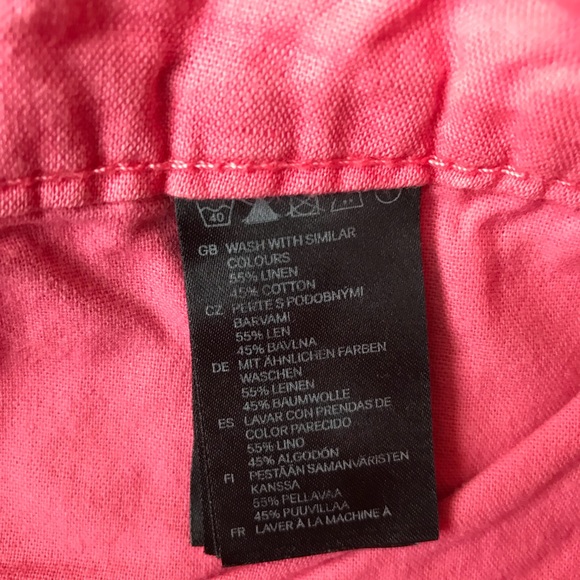 40
GB WASH WITH SIMILAR
COLOURS
55% LINEN
45% COTTON
CZ PERTE S PODOBNÝMI
BARVAMI
55% LEN
45% BAVLNA
DE MIT ÄHNLICHEN FARBEN
WASCHEN
55% LEINEN
45% BAUMWOLLE
ES LAVAR CON PRENDAS DE
COLOR PARECIDO
55% LINO
45% ALGODÓN
FI PESTÄÄN SAMANVÄRISTEN
KANSSA
55% PELLAVAA
45% PUUVILLAA
FR LAVER À LA MACHINE À